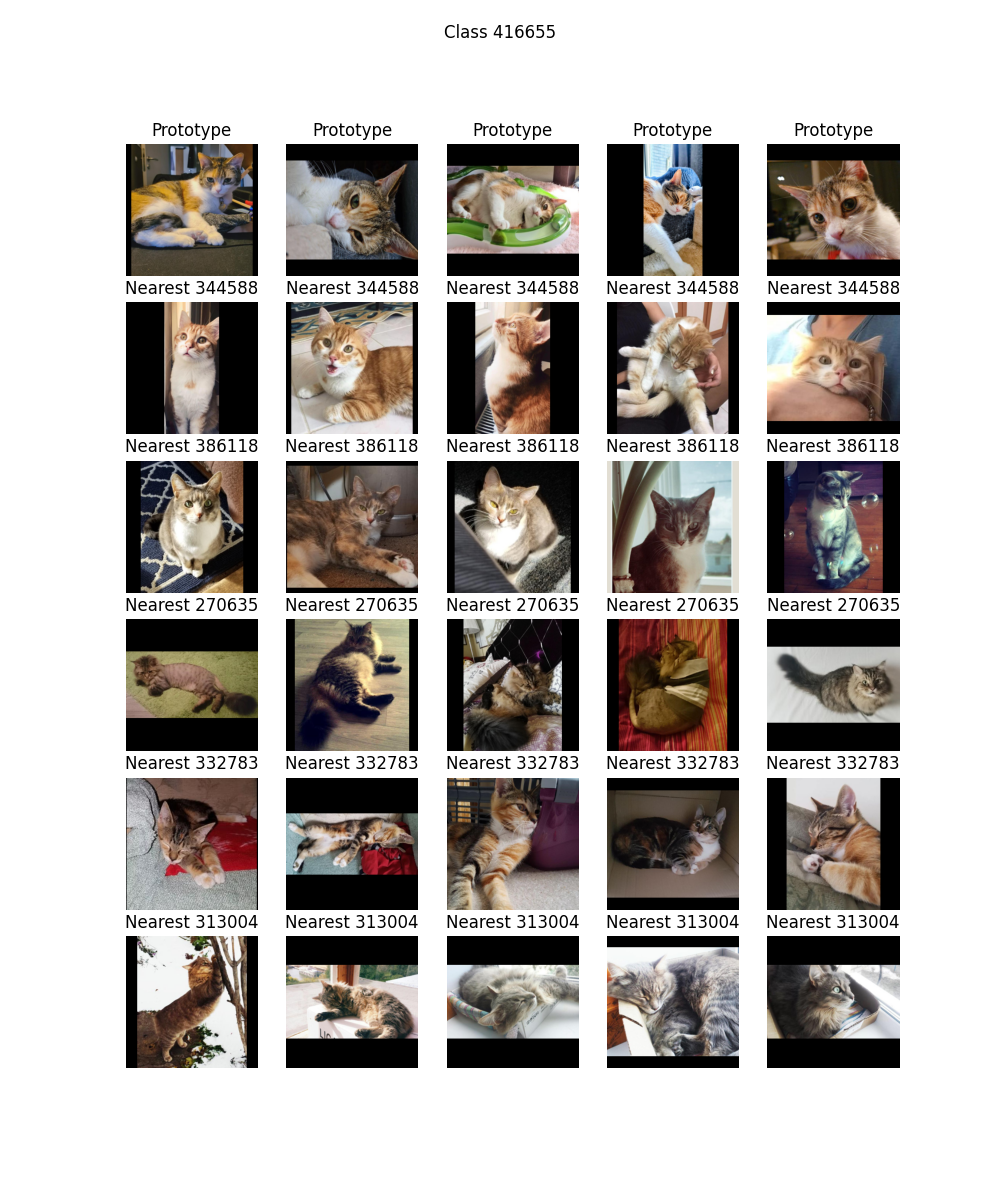 Class 416655
Prototype Prototype Prototype Prototype Prototype
Nearest 344588 Nearest 344588 Nearest 344588 Nearest 344588 Nearest 344588
Nearest 386118 Nearest 386118 Nearest 386118 Nearest 386118 Nearest 386118
Nearest 270635 Nearest 270635 Nearest 270635 Nearest 270635 Nearest 270635
Nearest 332783 Nearest 332783 Nearest 332783 Nearest 332783 Nearest 332783
Nearest 313004 Nearest 313004 Nearest 313004 Nearest 313004 Nearest 313004